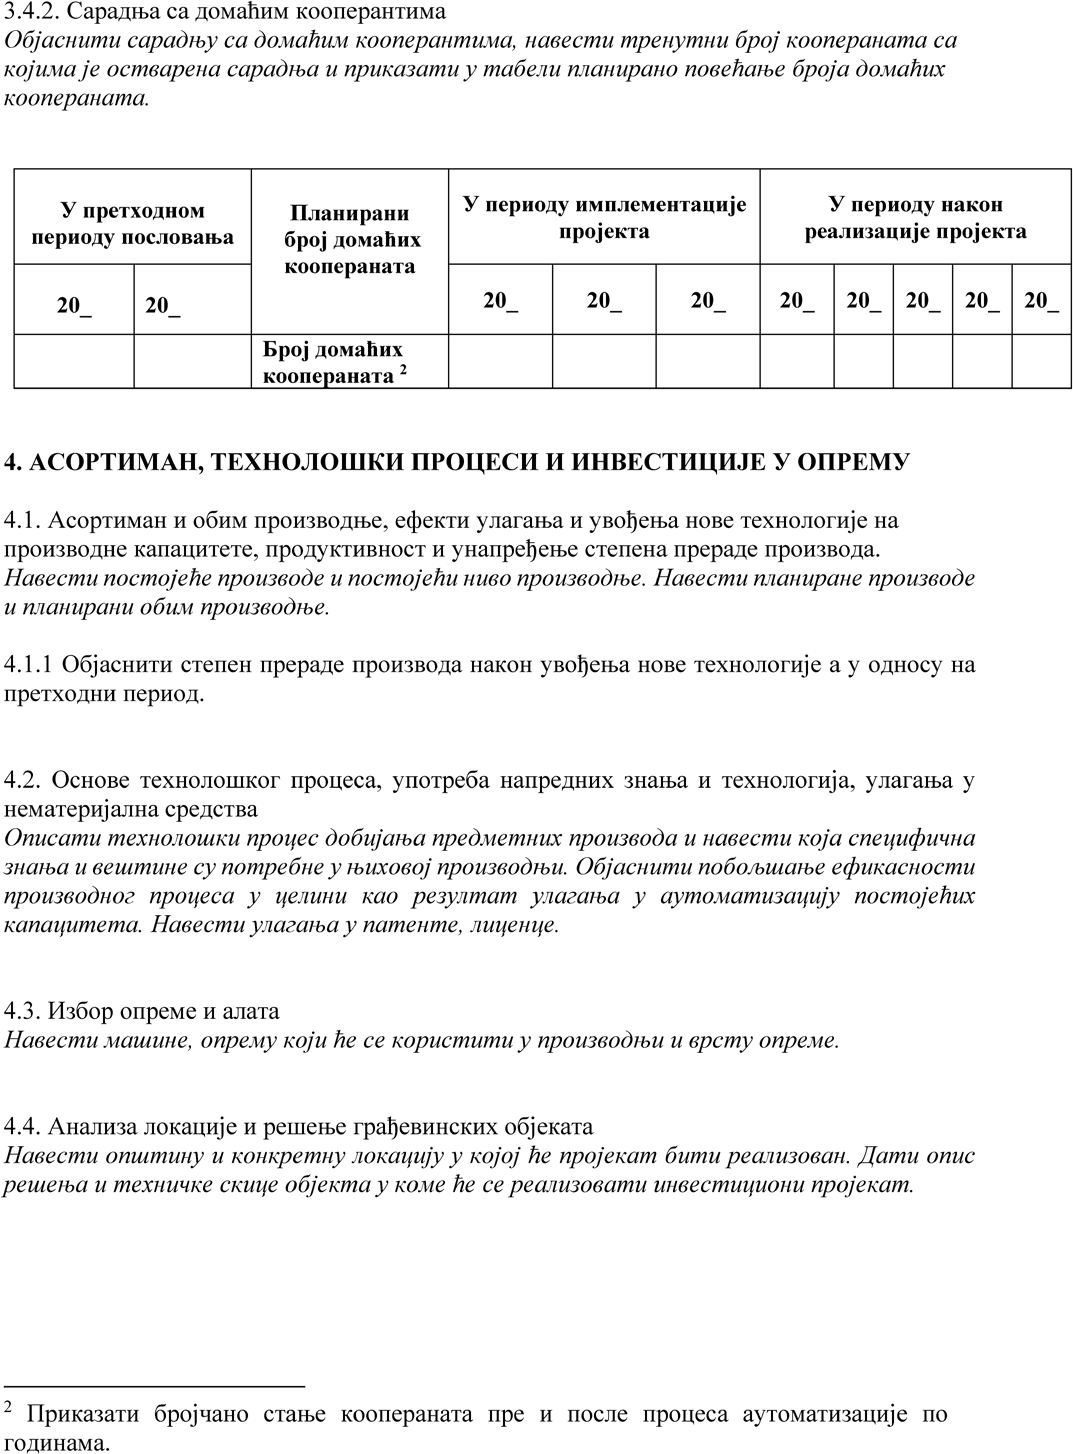 3.4.2. Сарадња са домаћим кооперантима
Објаснити сарадњу са домаћим кооперантима, навести тренутни број коопераната са
којима је остварена сарадња и приказати у табели планирано повећање броја домаћих
коопераната.
У претходном
периоду пословања
Планирани
број домаћих
коопераната
У периоду имплементације
пројекта
У периоду након
реализације пројекта
20_ 20_ 20_ 20_ 20_ 20_ 20_ 20_ 20_ 20_
Број домаћих
коопераната ²
4. АСОРТИМАН, ТЕХНОЛОШКИ ПРОЦЕСИ И ИНВЕСТИЦИЈЕ У ОПРЕМУ
4.1. Асортиман и обим производње, ефекти улагања и увођења нове технологије на
производне капацитете, продуктивност и унапређење степена прераде производа.
Навести постојеће производе и постојећи ниво производње. Навести планиране производе
и планирани обим производње.
4.1.1 Објаснити степен прераде производа након увођења нове технологије а у односу на
претходни период.
4.2. Основе технолошког процеса, употреба напредних знања и технологија, улагања у
нематеријална средства
Описати технолошки процес добијања предметних производа и навести која специфична
знања и вештине су потребне у њиховој производњи. Објаснити побољшање ефикасности
производног процеса у целини као резултат улагања у аутоматизацију постојећих
капацитета. Навести улагања у патенте, лиценце.
4.3. Избор опреме и алата
Навести машине, опрему који ће се користити у производњи и врсту опреме.
4.4. Анализа локације и решење грађевинских објеката
Навести општину и конкретну локацију у којој ће пројекат бити реализован. Дати опис
решења и техничке скице објекта у коме ће се реализовати инвестициони пројекат.
² Приказати бројчано стање коопераната пре и после процеса аутоматизације по
годинама.